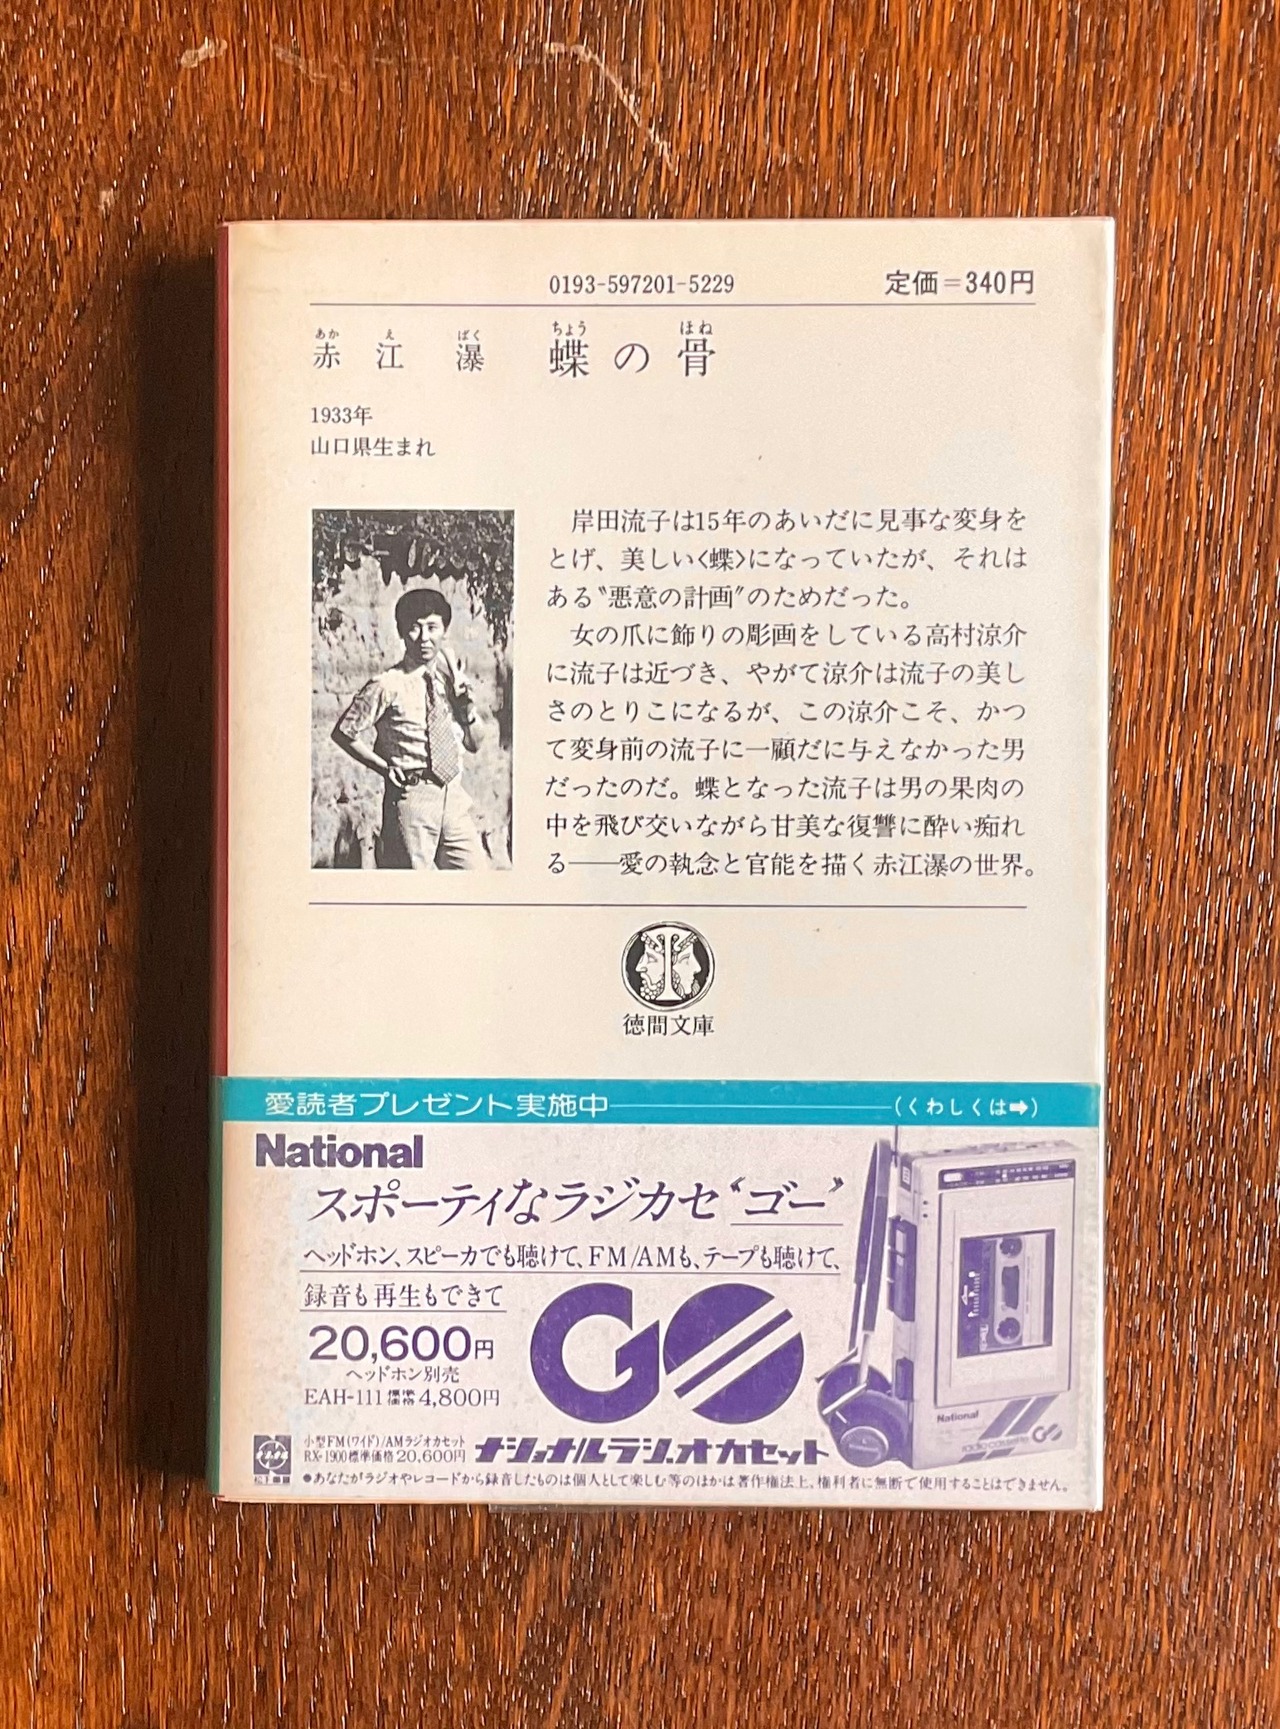 0193-597201-5229
定価=340円
あか え ばく
赤江瀑
ちょう ほね
蝶の骨
1933年
山口県生まれ
岸田流子は15年のあいだに見事な変身を
とげ、美しい〈蝶〉になっていたが、それは
ある〝悪意の計画〟のためだった。
女の爪に飾りの彫画をしている高村涼介
に流子は近づき、やがて涼介は流子の美し
さのとりこになるが、この涼介こそ、かつ
て変身前の流子に一顧だに与えなかった男
だったのだ。蝶となった流子は男の果肉の
中を飛び交いながら甘美な復讐に酔い痴れ
る――愛の執念と官能を描く赤江瀑の世界。
徳間文庫
愛読者プレゼント実施中――(くわしくは➡)
National
スポーティなラジカセ〝ゴー〟
ヘッドホン、スピーカでも聴けて、FM/AMも、テープも聴けて、
録音も再生もできて
20,600円
ヘッドホン別売
EAH-111 標準価格 4,800円
GO
National
radio cassette GO
小型FM(ワイド)/AMラジオカセット
RX-1900標準価格20,600円
ナショナルラジオカセット
松下電器
●あなたがラジオやレコードから録音したものは個人として楽しむ等のほかは著作権法上、権利者に無断で使用することはできません。